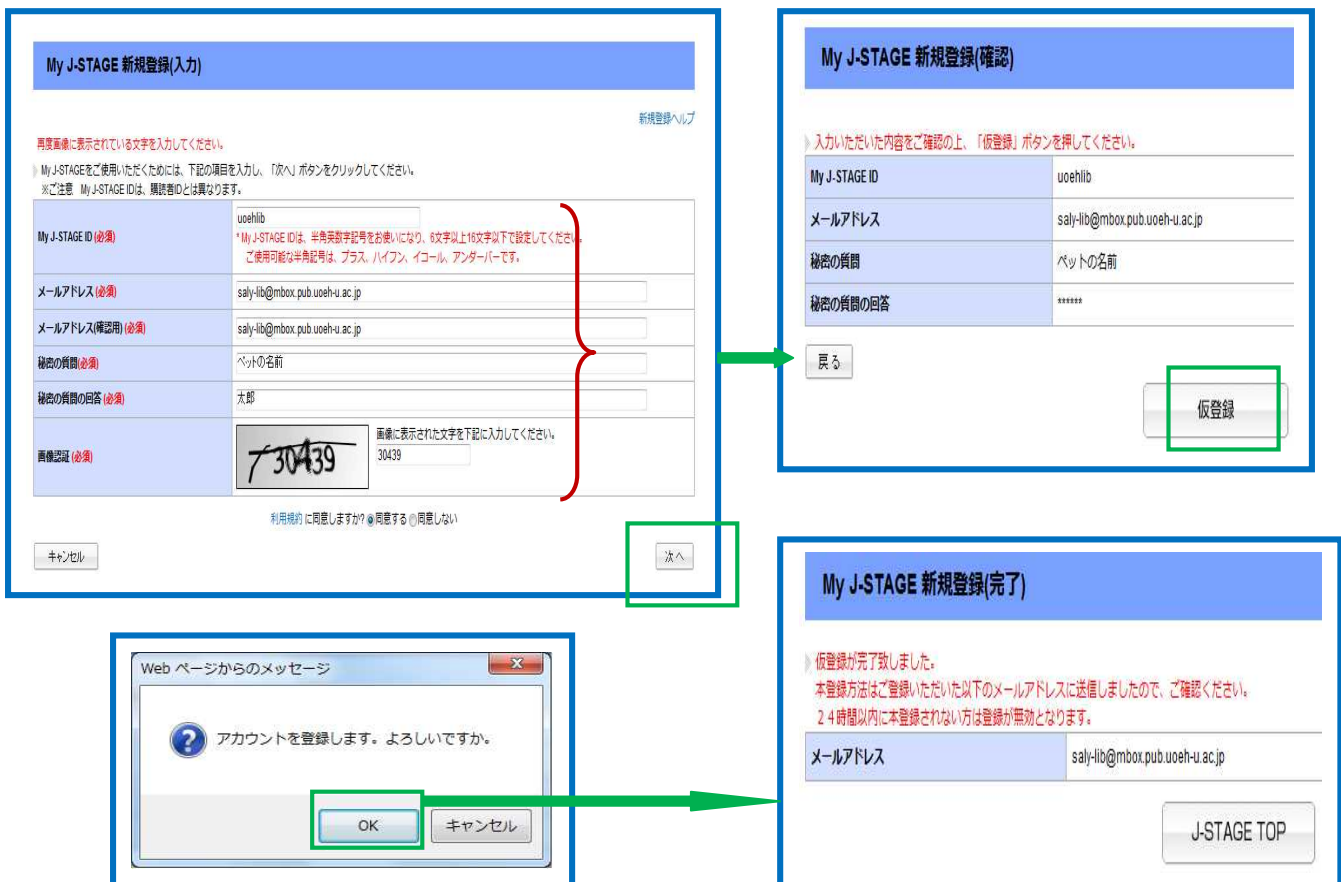 My J-STAGE 新規登録(入力)
新規登録ヘルプ
再度画像に表示されている文字を入力してください。
My J-STAGEをご使用いただくためには、下記の項目を入力し、「次へ」ボタンをクリックしてください。
※ご注意 My J-STAGE IDは、購読者IDとは異なります。
My J-STAGE ID (必須)
uoehlib
* My J-STAGE IDは、半角英数字記号をお使いになり、6文字以上16文字以下で設定してください。
ご使用可能な半角記号は、プラス、ハイフン、イコール、アンダーバーです。
メールアドレス (必須)
saly-lib@mbox.pub.uoeh-u.ac.jp
メールアドレス(確認用) (必須)
saly-lib@mbox.pub.uoeh-u.ac.jp
秘密の質問(必須)
ペットの名前
秘密の質問の回答 (必須)
太郎
画像認証 (必須)
730439
画像に表示された文字を下記に入力してください。
30439
利用規約 に同意しますか? 同意する 同意しない
キャンセル
次へ
My J-STAGE 新規登録(確認)
入力いただいた内容をご確認の上、「仮登録」ボタンを押してください。
My J-STAGE ID
uoehlib
メールアドレス
saly-lib@mbox.pub.uoeh-u.ac.jp
秘密の質問
ペットの名前
秘密の質問の回答
******
戻る
仮登録
Web ページからのメッセージ
アカウントを登録します。よろしいですか。
OK
キャンセル
My J-STAGE 新規登録(完了)
仮登録が完了致しました。
本登録方法はご登録いただいた以下のメールアドレスに送信しましたので、ご確認ください。
24時間以内に本登録されない方は登録が無効となります。
メールアドレス
saly-lib@mbox.pub.uoeh-u.ac.jp
J-STAGE TOP